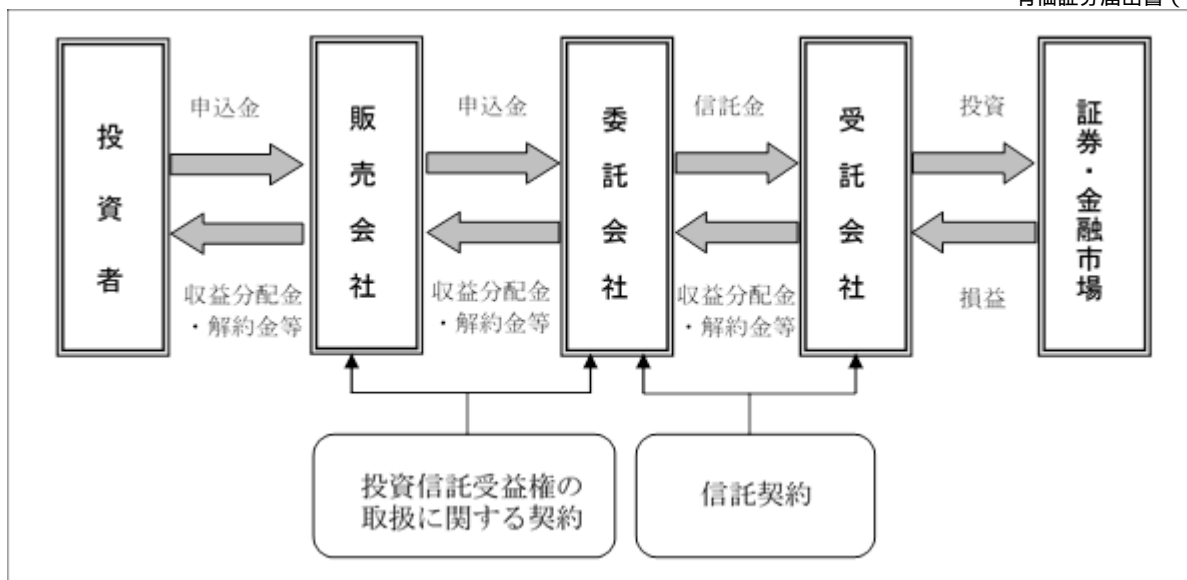 有価証券届出書(
投資者
申込金
収益分配金
・解約金等
販売会社
申込金
収益分配金
・解約金等
委託会社
信託金
収益分配金
・解約金等
受託会社
投資
損益
証券・金融市場
投資信託受益権の
取扱に関する契約
信託契約